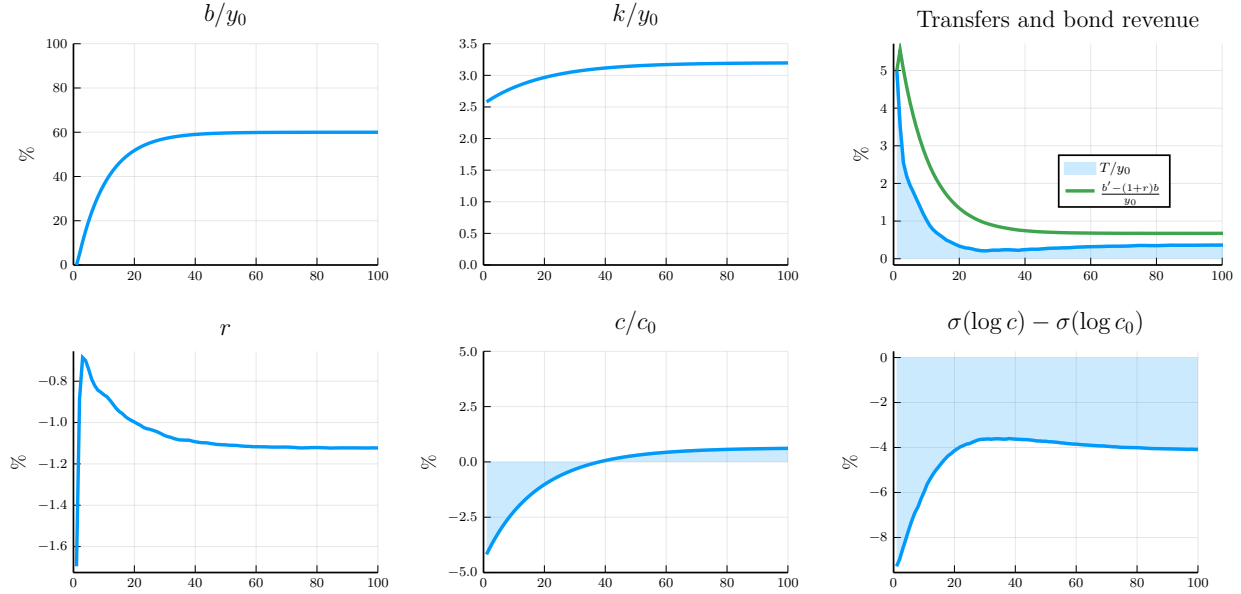 b/y₀
%
100
80
60
40
20
0
0 20 40 60 80 100
k/y₀
3.5
3.0
2.5
2.0
1.5
1.0
0.5
0.0
0 20 40 60 80 100
Transfers and bond revenue
%
5
4
3
2
1
0
T/y₀
b′−(1+r)b
y₀
0 20 40 60 80 100
r
%
−0.8
−1.0
−1.2
−1.4
−1.6
0 20 40 60 80 100
c/c₀
%
5.0
2.5
0.0
−2.5
−5.0
0 20 40 60 80 100
σ(log c) − σ(log c₀)
%
0
−2
−4
−6
−8
0 20 40 60 80 100